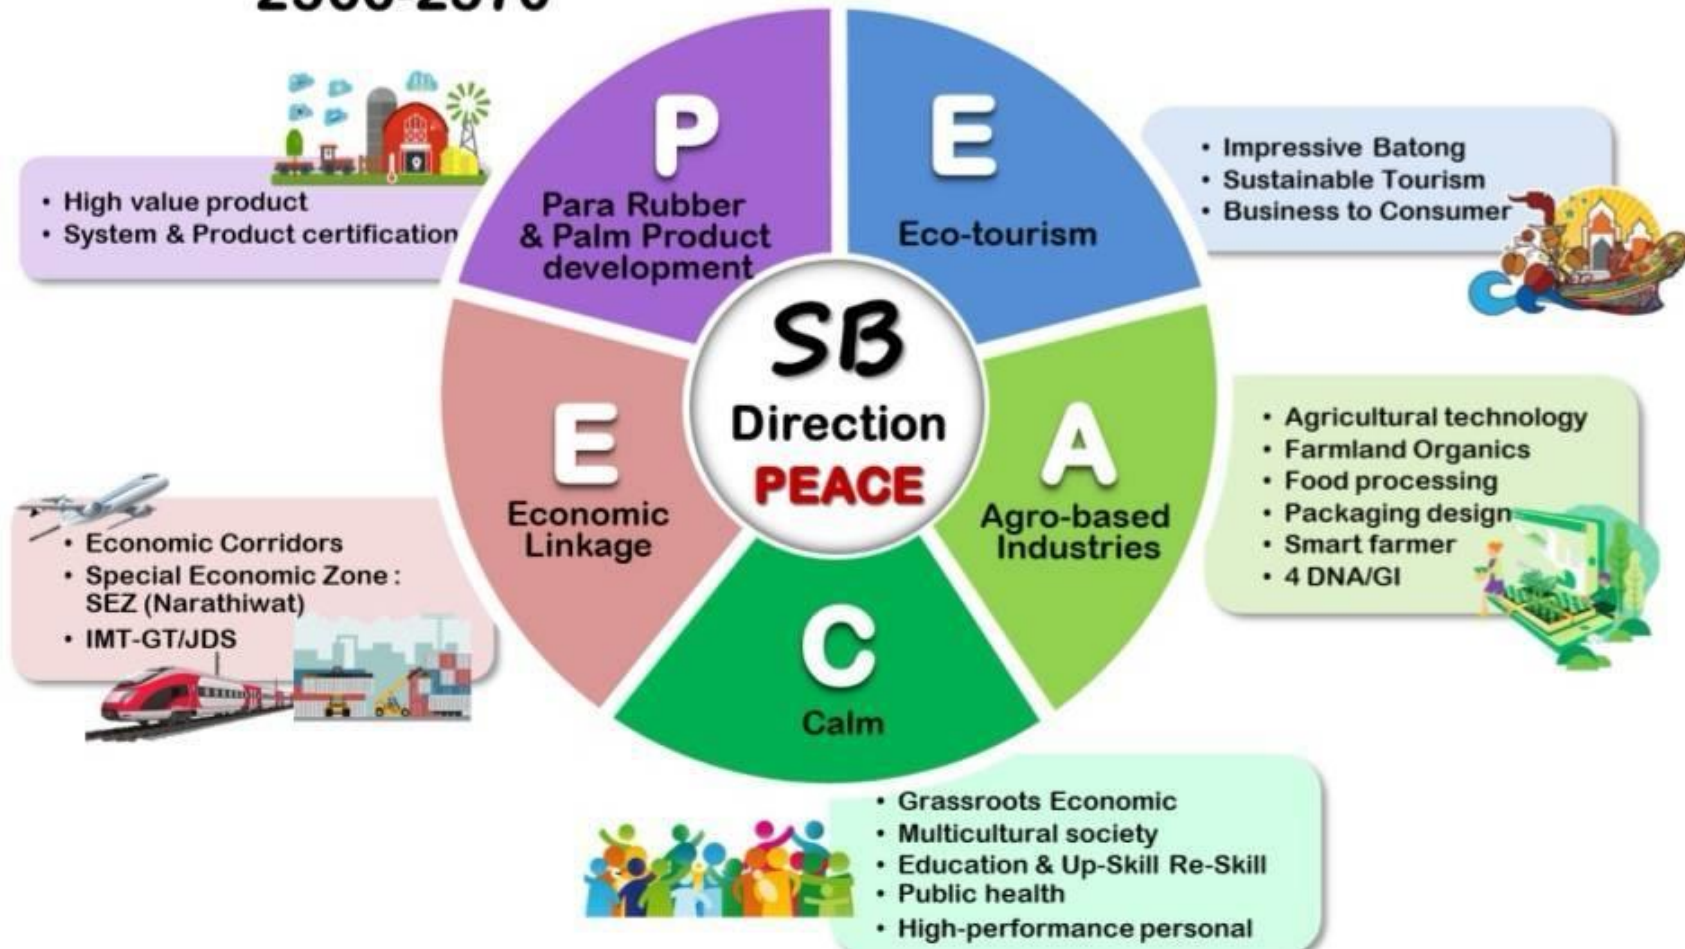 2566-2570
P
Para Rubber
& Palm Product
development
E
Eco-tourism
A
Agro-based
Industries
C
Calm
E
Economic
Linkage
SB
Direction
PEACE
• High value product
• System & Product certification
• Impressive Batong
• Sustainable Tourism
• Business to Consumer
• Agricultural technology
• Farmland Organics
• Food processing
• Packaging design
• Smart farmer
• 4 DNA/GI
• Grassroots Economic
• Multicultural society
• Education & Up-Skill Re-Skill
• Public health
• High-performance personal
• Economic Corridors
• Special Economic Zone :
SEZ (Narathiwat)
• IMT-GT/JDS